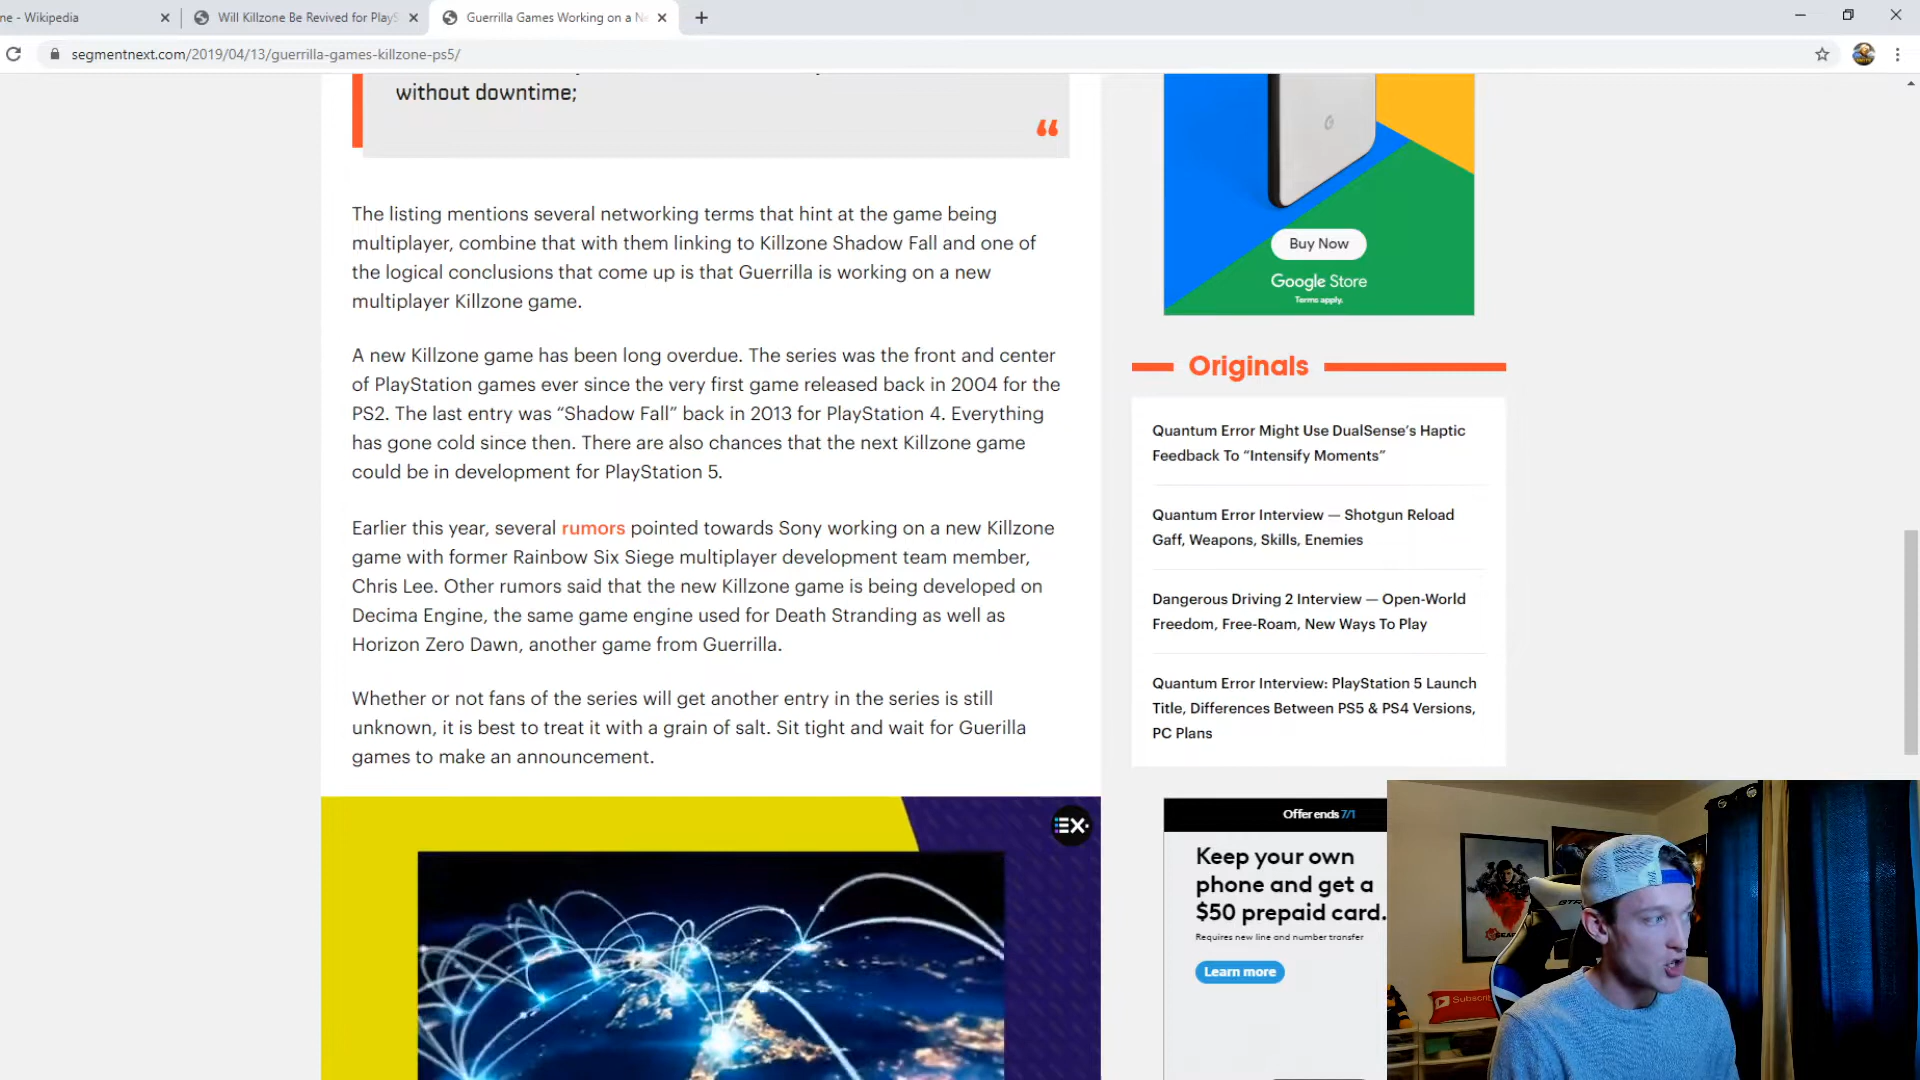 ne - Wikipedia
Will Killzone Be Revived for PlayS
Guerrilla Games Working on a Ne
segmentnext.com/2019/04/13/guerrilla-games-killzone-ps5/
without downtime;
The listing mentions several networking terms that hint at the game being
multiplayer, combine that with them linking to Killzone Shadow Fall and one of
the logical conclusions that come up is that Guerrilla is working on a new
multiplayer Killzone game.
A new Killzone game has been long overdue. The series was the front and center
of PlayStation games ever since the very first game released back in 2004 for the
PS2. The last entry was “Shadow Fall” back in 2013 for PlayStation 4. Everything
has gone cold since then. There are also chances that the next Killzone game
could be in development for PlayStation 5.
Earlier this year, several rumors pointed towards Sony working on a new Killzone
game with former Rainbow Six Siege multiplayer development team member,
Chris Lee. Other rumors said that the new Killzone game is being developed on
Decima Engine, the same game engine used for Death Stranding as well as
Horizon Zero Dawn, another game from Guerrilla.
Whether or not fans of the series will get another entry in the series is still
unknown, it is best to treat it with a grain of salt. Sit tight and wait for Guerilla
games to make an announcement.
EX.
Buy Now
Google Store
Terms apply.
Originals
Quantum Error Might Use DualSense’s Haptic
Feedback To “Intensify Moments”
Quantum Error Interview — Shotgun Reload
Gaff, Weapons, Skills, Enemies
Dangerous Driving 2 Interview — Open-World
Freedom, Free-Roam, New Ways To Play
Quantum Error Interview: PlayStation 5 Launch
Title, Differences Between PS5 & PS4 Versions,
PC Plans
Offer ends 7/1
Keep your own
phone and get a
$50 prepaid card.
Requires new line and number transfer
Learn more
Subscri